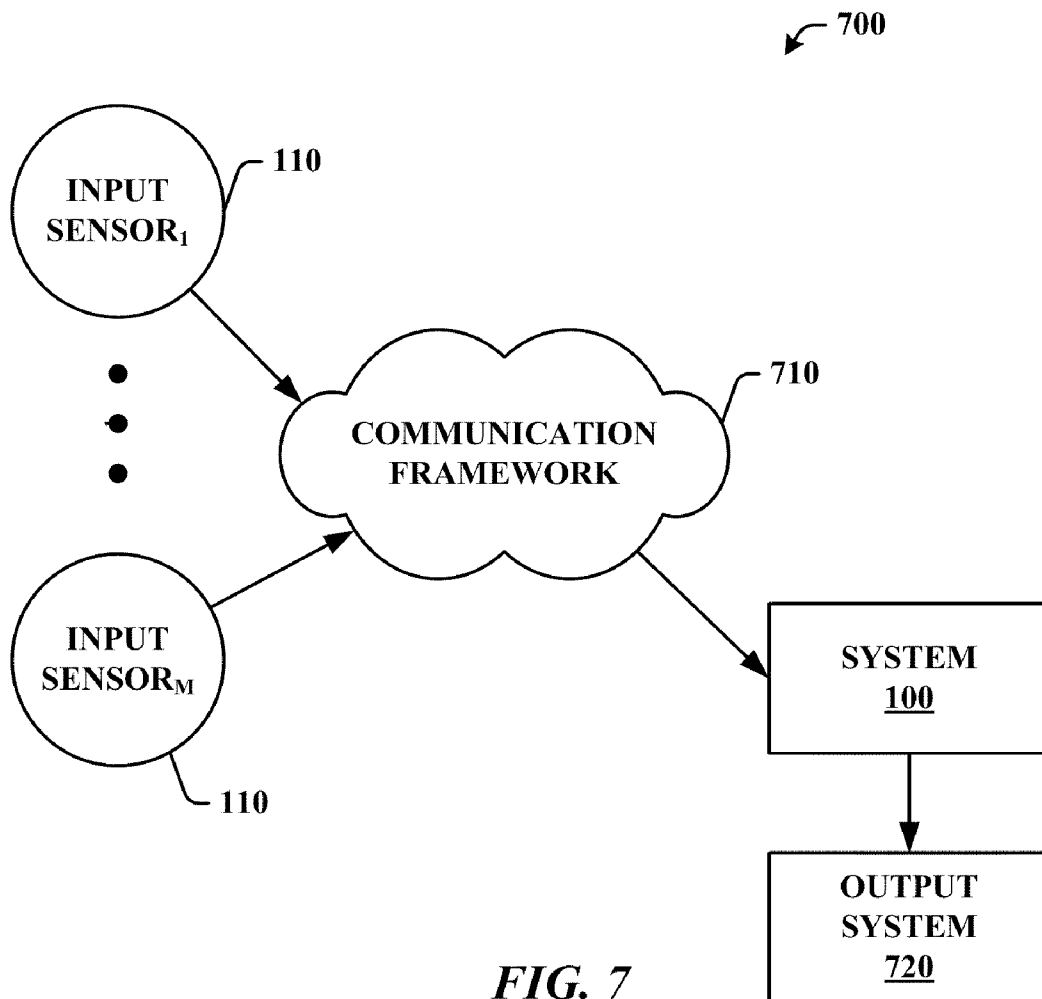 700
110
INPUT
SENSOR₁
710
COMMUNICATION
FRAMEWORK
INPUT
SENSORₘ
110
SYSTEM
100
OUTPUT
SYSTEM
720
FIG. 7